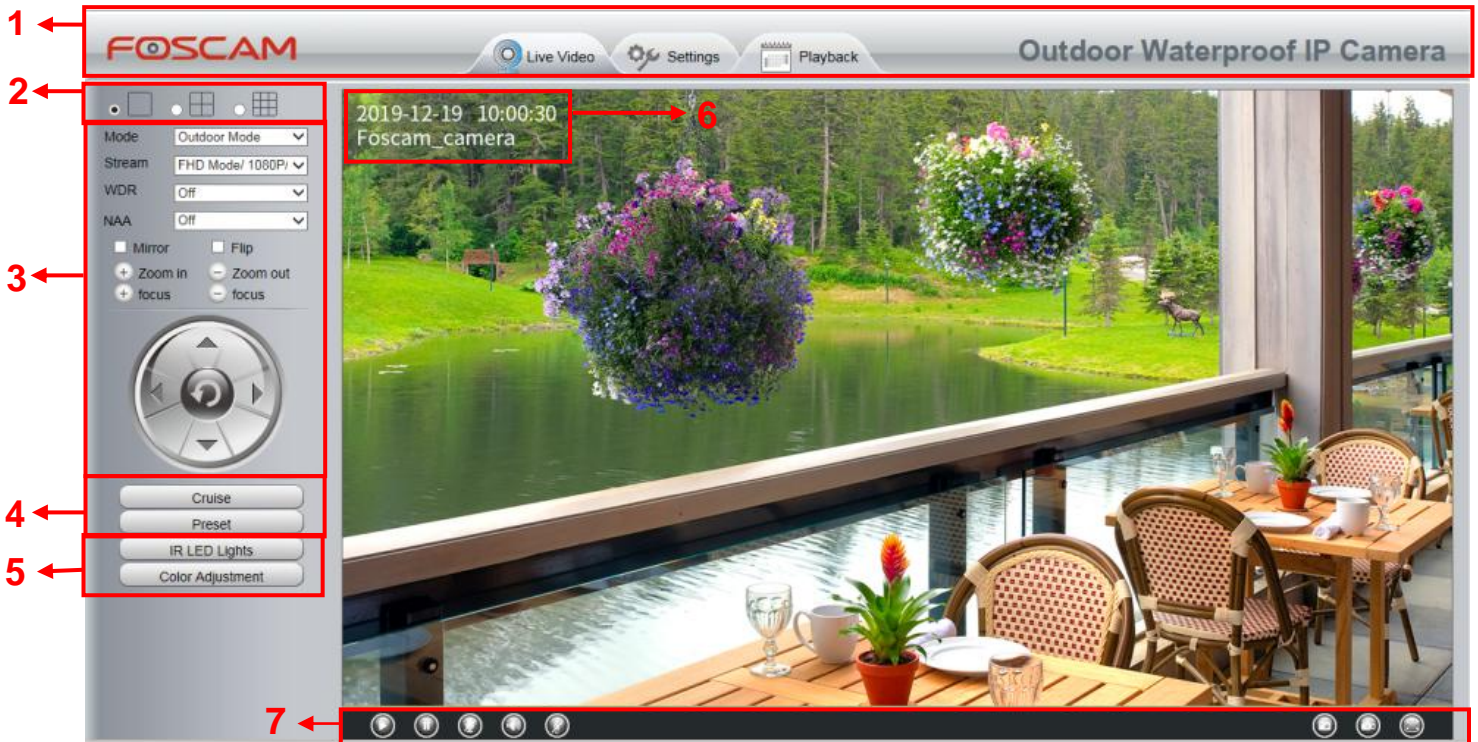 1
FOSCAM
Live Video
Settings
Playback
Outdoor Waterproof IP Camera
2
2019-12-19 10:00:30
Foscam_camera
6
Mode
Outdoor Mode
Stream
FHD Mode/ 1080P/
WDR
Off
NAA
Off
Mirror
Flip
3
+ Zoom in
− Zoom out
+ focus
− focus
4
Cruise
Preset
5
IR LED Lights
Color Adjustment
7